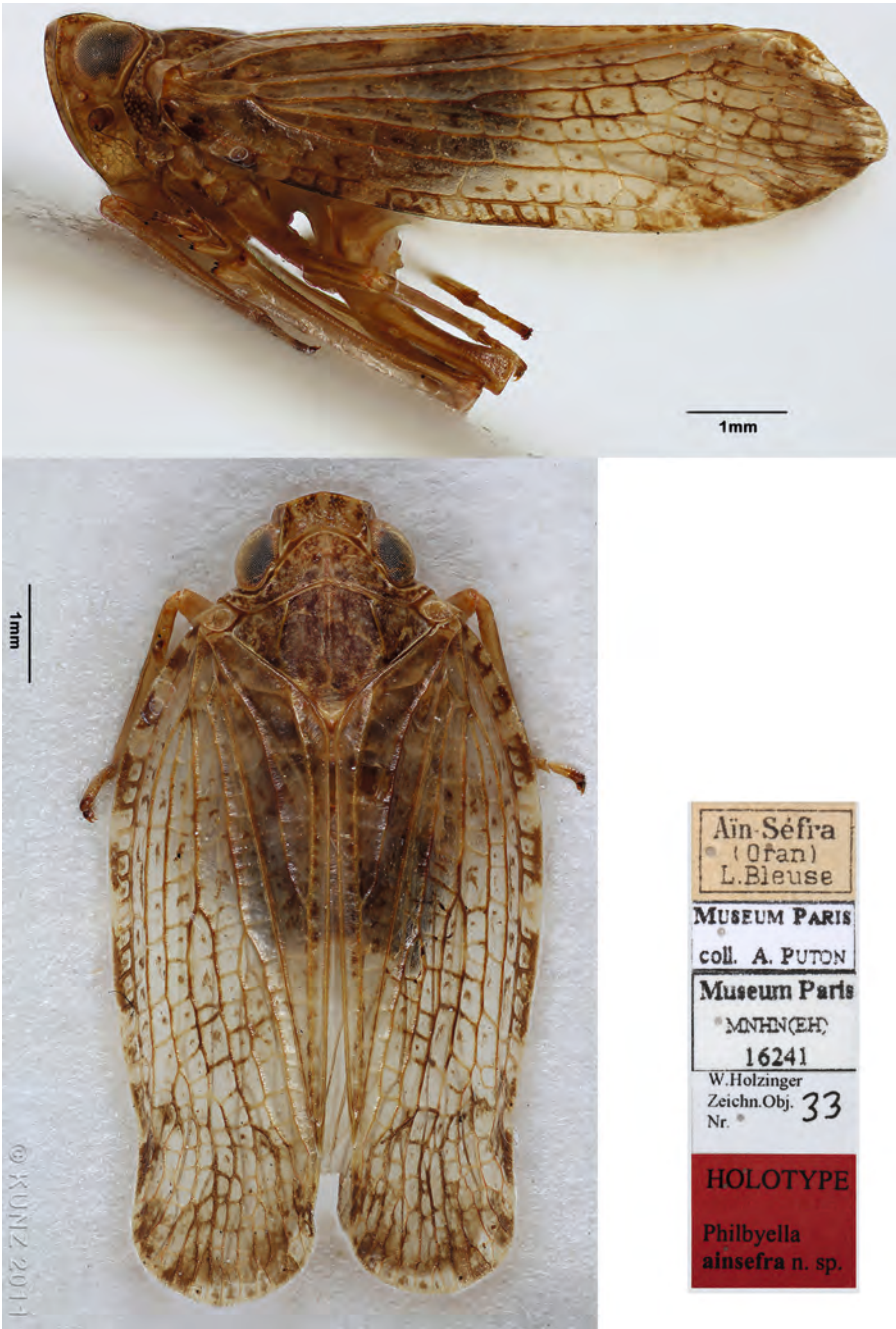 1mm
1mm
Aïn-Séfra
(Oran)
L.Bleuse
MUSEUM PARIS
coll. A. PUTON
Museum Paris
MNHN(EH)
16241
W.Holzinger
Zeichn.Obj. 33
Nr.
HOLOTYPE
Philbyella
ainsefra n. sp.
© KUNZ 2011